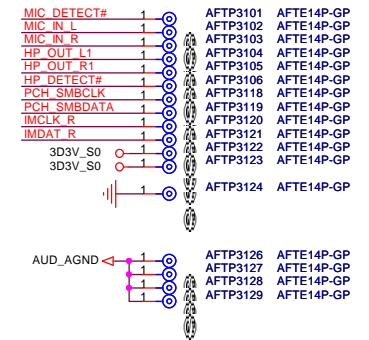 MIC_DETECT# 1 AFTP3101 AFTE14P-GP
MIC_IN_L 1 AFTP3102 AFTE14P-GP
MIC_IN_R 1 AFTP3103 AFTE14P-GP
HP_OUT_L1 1 AFTP3104 AFTE14P-GP
HP_OUT_R1 1 AFTP3105 AFTE14P-GP
HP_DETECT# 1 AFTP3106 AFTE14P-GP
PCH_SMBCLK 1 AFTP3118 AFTE14P-GP
PCH_SMBDATA 1 AFTP3119 AFTE14P-GP
IMCLK_R 1 AFTP3120 AFTE14P-GP
IMDAT_R 1 AFTP3121 AFTE14P-GP
3D3V_S0 1 AFTP3122 AFTE14P-GP
3D3V_S0 1 AFTP3123 AFTE14P-GP
1 AFTP3124 AFTE14P-GP
AUD_AGND 1 AFTP3126 AFTE14P-GP
1 AFTP3127 AFTE14P-GP
1 AFTP3128 AFTE14P-GP
1 AFTP3129 AFTE14P-GP